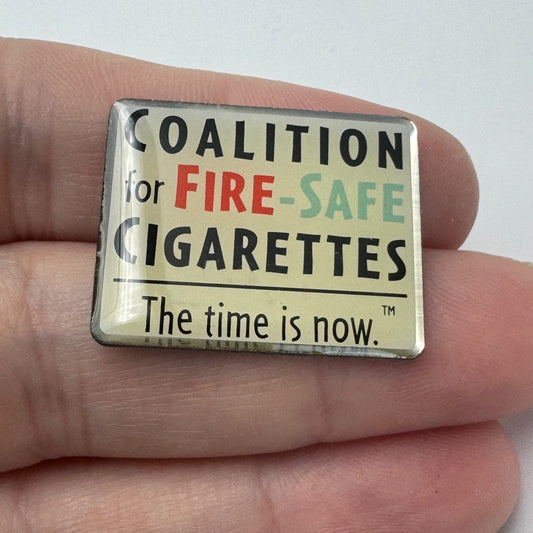 COALITION
for FIRE-SAFE
CIGARETTES
The time is now.™